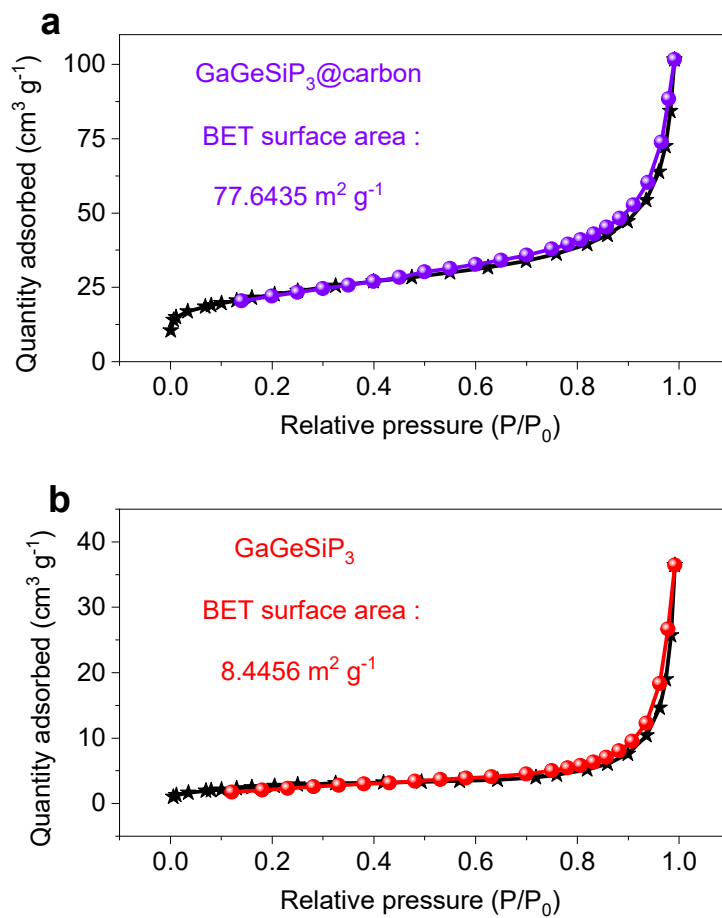 a
GaGeSiP₃@carbon
BET surface area :
77.6435 m² g⁻¹
Quantity adsorbed (cm³ g⁻¹)
100
75
50
25
0
0.0 0.2 0.4 0.6 0.8 1.0
Relative pressure (P/P₀)
b
GaGeSiP₃
BET surface area :
8.4456 m² g⁻¹
Quantity adsorbed (cm³ g⁻¹)
40
30
20
10
0
0.0 0.2 0.4 0.6 0.8 1.0
Relative pressure (P/P₀)